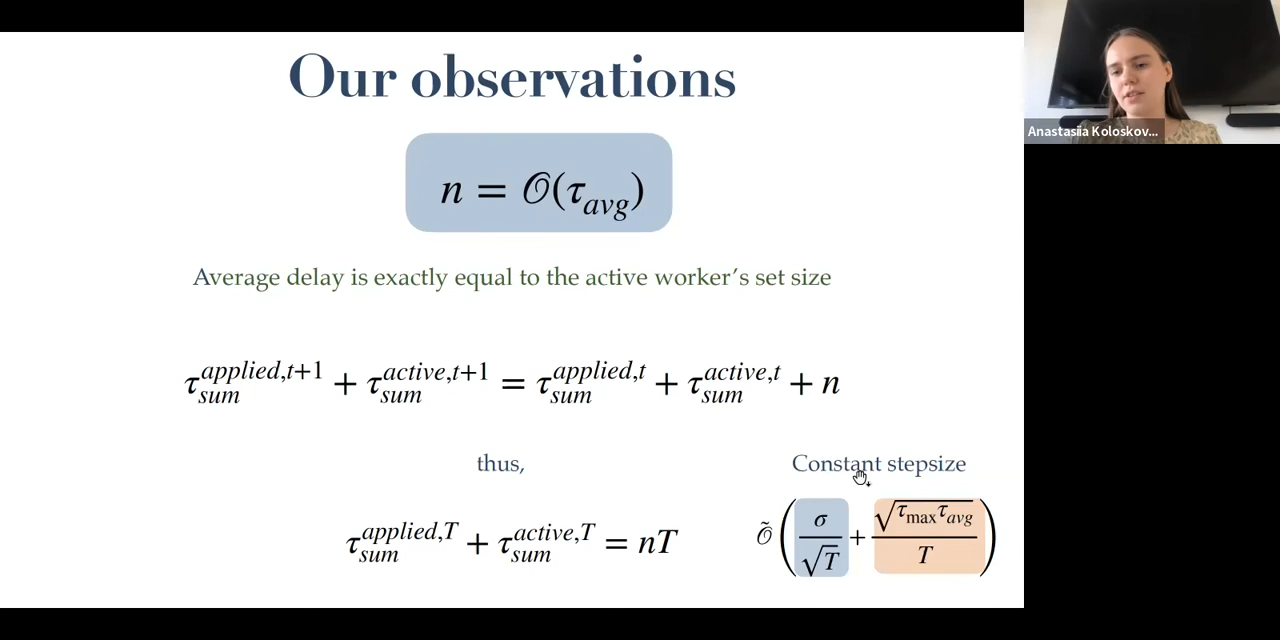 Our observations
n = 𝒪(τ_avg)
Average delay is exactly equal to the active worker's set size
τ_sum^{applied,t+1} + τ_sum^{active,t+1} = τ_sum^{applied,t} + τ_sum^{active,t} + n
thus,
τ_sum^{applied,T} + τ_sum^{active,T} = nT
Constant stepsize
𝒪̃(σ/√T + √(τ_max τ_avg)/T)
Anastasiia Koloskov...